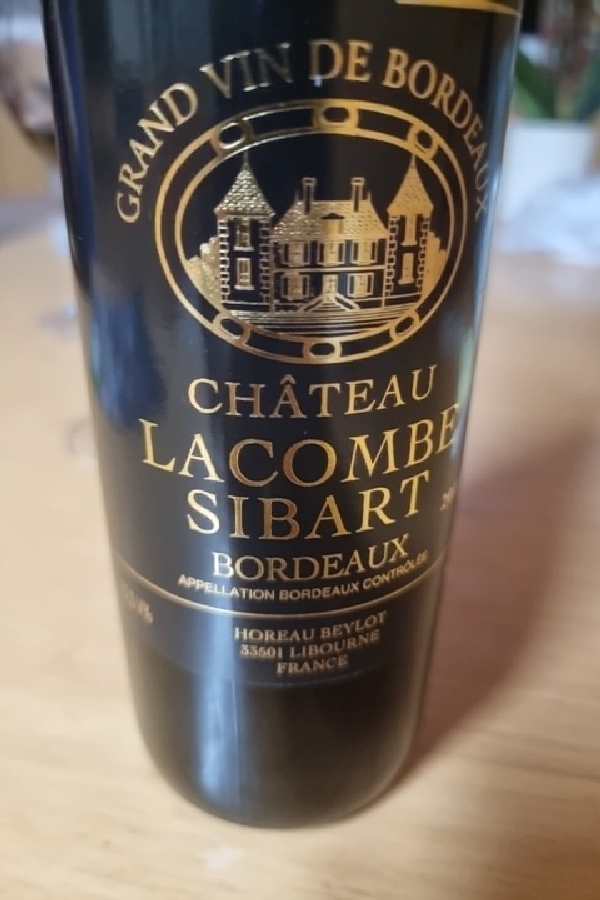 GRAND VIN DE BORDEAUX
CHÂTEAU
LACOMBE
SIBART
BORDEAUX
APPELLATION BORDEAUX CONTRÔLÉE
HOREAU BEYLOT
33501 LIBOURNE
FRANCE